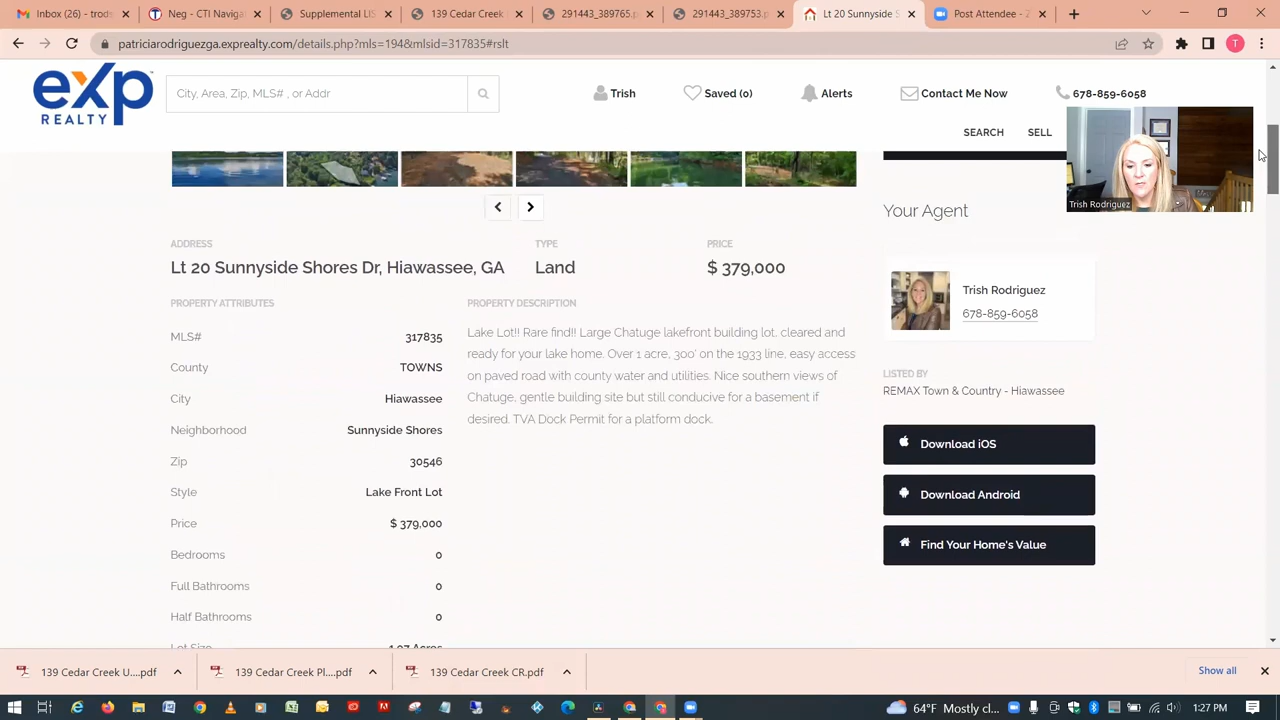 Inbox (26) - trods
Neg - CTI Navigat
Supplemental LIS
139 Cedar Creek
291443_389765.p
291443_389753.p
Lt 20 Sunnyside S
Post Attendee - Z
patriciarodriguezga.exprealty.com/details.php?mls=194&mlsid=317835#rslt
T
eXp
REALTY
City, Area, Zip, MLS# , or Addr
Trish
Saved (0)
Alerts
Contact Me Now
678-859-6058
SEARCH
SELL
Trish Rodriguez
Your Agent
ADDRESS
TYPE
PRICE
Lt 20 Sunnyside Shores Dr, Hiawassee, GA
Land
$ 379,000
Trish Rodriguez
678-859-6058
PROPERTY ATTRIBUTES
PROPERTY DESCRIPTION
MLS# 317835
County TOWNS
City Hiawassee
Neighborhood Sunnyside Shores
Zip 30546
Style Lake Front Lot
Price $ 379,000
Bedrooms 0
Full Bathrooms 0
Half Bathrooms 0
Lot Size 1.07 Acres
Lake Lot!! Rare find!! Large Chatuge lakefront building lot, cleared and
ready for your lake home. Over 1 acre, 300' on the 1933 line, easy access
on paved road with county water and utilities. Nice southern views of
Chatuge, gentle building site but still conducive for a basement if
desired. TVA Dock Permit for a platform dock.
LISTED BY
REMAX Town & Country - Hiawassee
Download iOS
Download Android
Find Your Home's Value
139 Cedar Creek U....pdf
139 Cedar Creek Pl....pdf
139 Cedar Creek CR.pdf
Show all
64°F Mostly cl...
1:27 PM